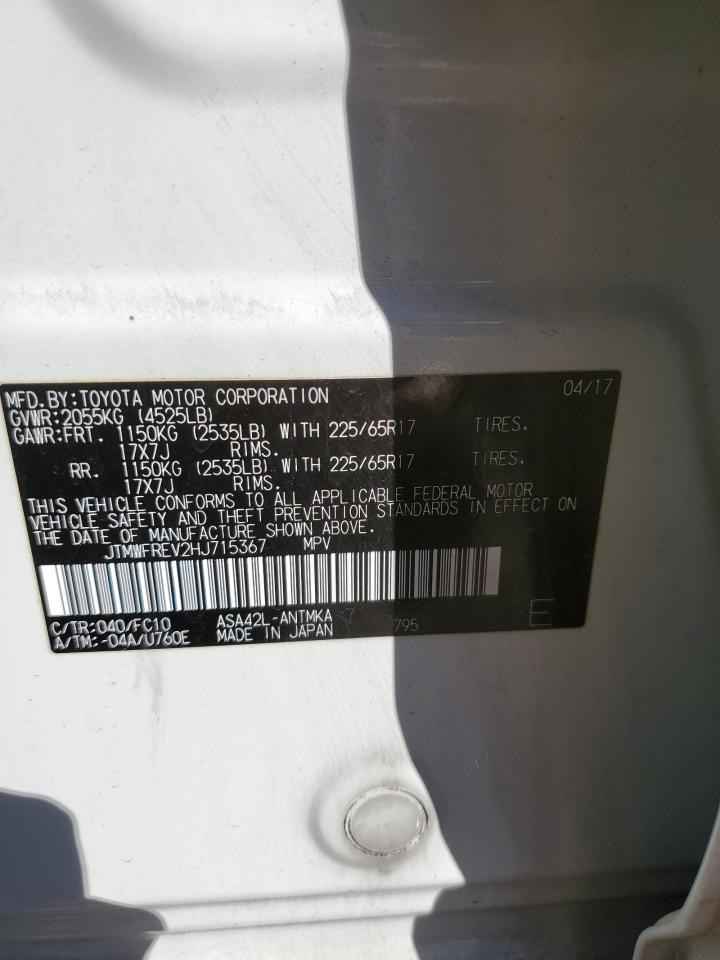 MFD.BY:TOYOTA MOTOR CORPORATION 04/17
GVWR:2055KG (4525LB)
GAWR:FRT. 1150KG (2535LB) WITH 225/65R17 TIRES.
17X7J RIMS.
RR. 1150KG (2535LB) WITH 225/65R17 TIRES.
17X7J RIMS.
THIS VEHICLE CONFORMS TO ALL APPLICABLE FEDERAL MOTOR
VEHICLE SAFETY AND THEFT PREVENTION STANDARDS IN EFFECT ON
THE DATE OF MANUFACTURE SHOWN ABOVE.
JTMWFREV2HJ715367 MPV
C/TR:040/FC10 ASA42L-ANTMKA
A/TM:-04A/U760E MADE IN JAPAN 795 E